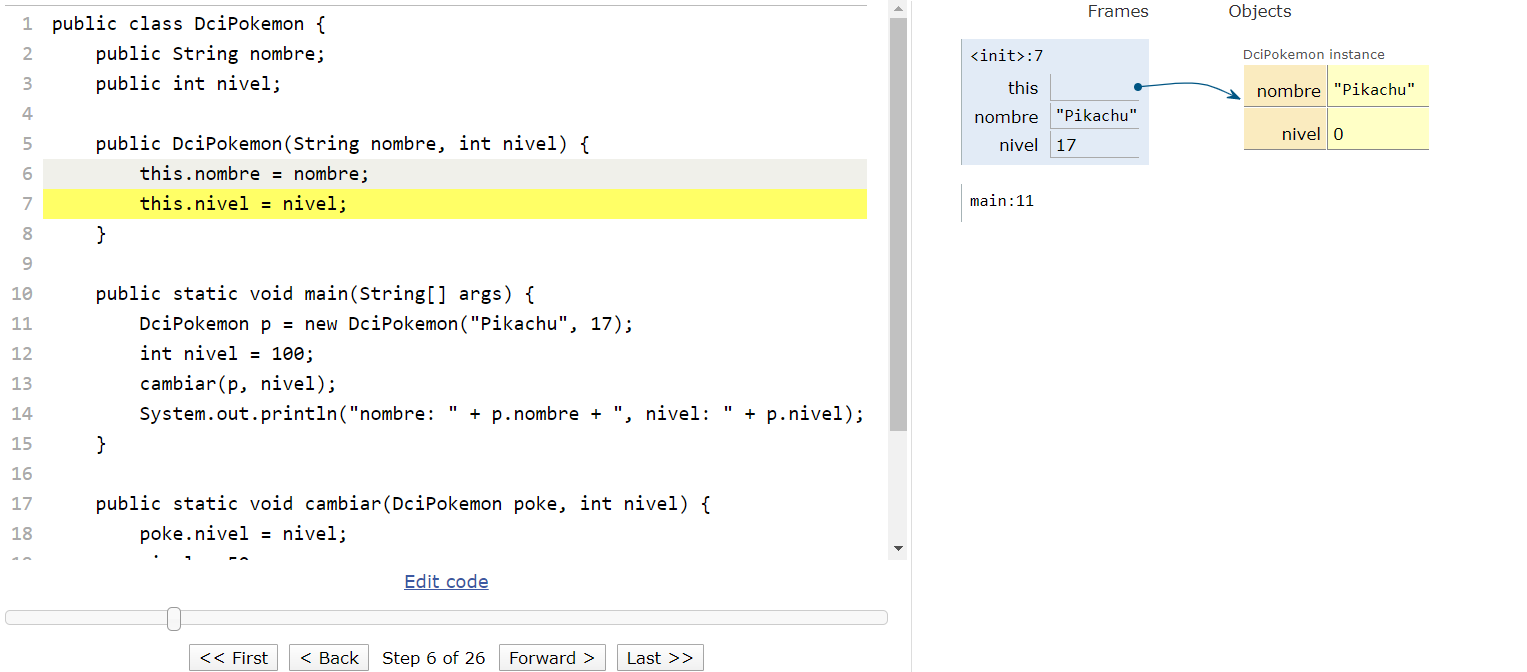 1 public class DciPokemon {
2 public String nombre;
3 public int nivel;
4
5 public DciPokemon(String nombre, int nivel) {
6 this.nombre = nombre;
7 this.nivel = nivel;
8 }
9
10 public static void main(String[] args) {
11 DciPokemon p = new DciPokemon("Pikachu", 17);
12 int nivel = 100;
13 cambiar(p, nivel);
14 System.out.println("nombre: " + p.nombre + ", nivel: " + p.nivel);
15 }
16
17 public static void cambiar(DciPokemon poke, int nivel) {
18 poke.nivel = nivel;
Edit code
<< First < Back Step 6 of 26 Forward > Last >>
Frames Objects
<init>:7
this
nombre "Pikachu"
nivel 17
main:11
DciPokemon instance
nombre "Pikachu"
nivel 0